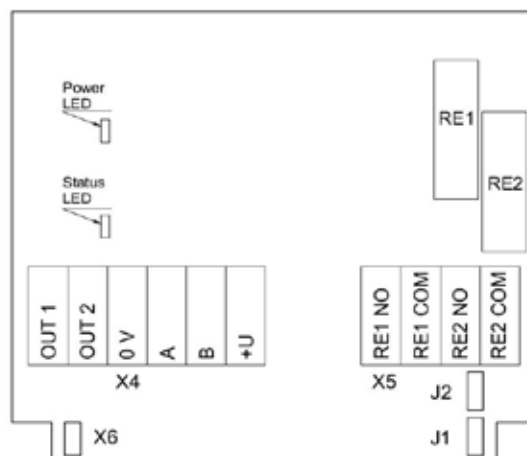 Power
LED
RE1
RE2
Status
LED
OUT 1
OUT 2
0 V
A
B
+U
RE1 NO
RE1 COM
RE2 NO
RE2 COM
X4
X5
J2
X6
J1